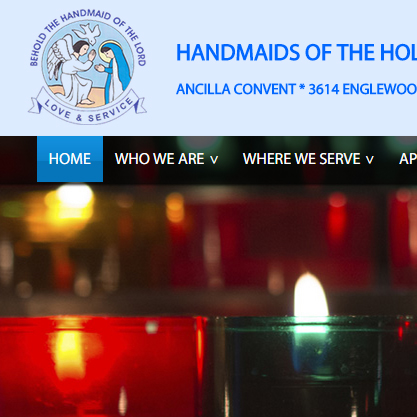 BEHOLD THE HANDMAID OF THE LORD
LOVE & SERVICE
HANDMAIDS OF THE HOL
ANCILLA CONVENT * 3614 ENGLEWOO
HOME WHO WE ARE WHERE WE SERVE AP